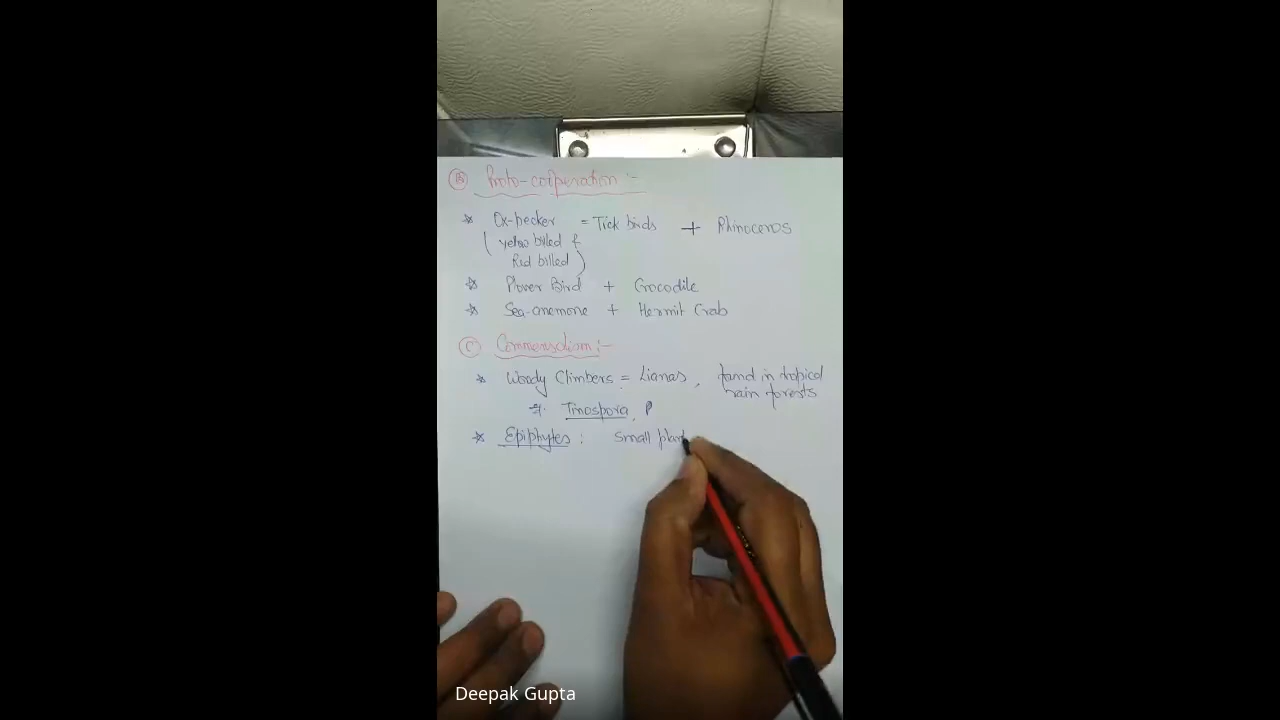 (B) Proto-cooperation :-
* Ox-pecker = Tick birds + Rhinoceros
( yellow billed &
Red billed )
* Plover Bird + Crocodile
* Sea-anemone + Hermit Crab
(C) Commensalism :-
* Woody Climbers = Lianas, found in tropical
rain forests
Tinospora, P
* Epiphytes : Small plant
Deepak Gupta